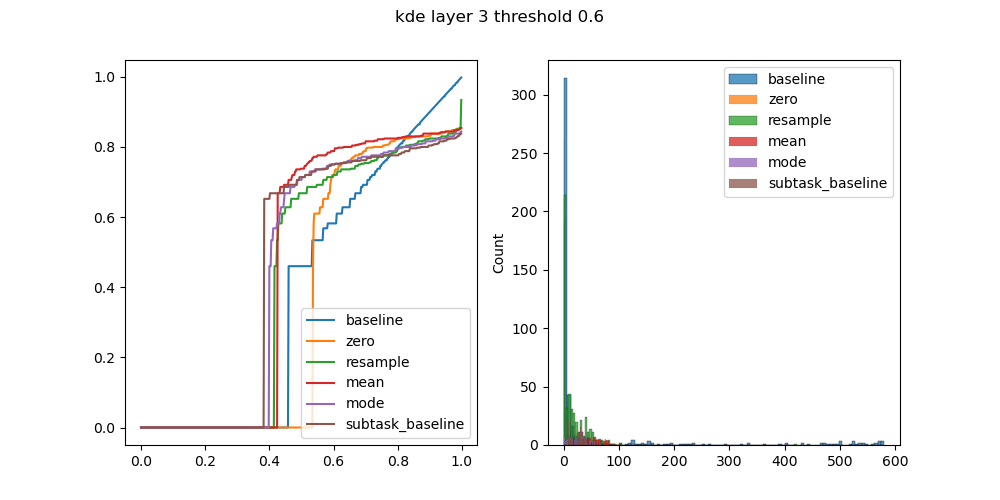 kde layer 3 threshold 0.6
1.0
0.8
0.6
0.4
0.2
0.0
0.0
0.2
0.4
0.6
0.8
1.0
baseline
zero
resample
mean
mode
subtask_baseline
Count
300
250
200
150
100
50
0
0
100
200
300
400
500
600
baseline
zero
resample
mean
mode
subtask_baseline